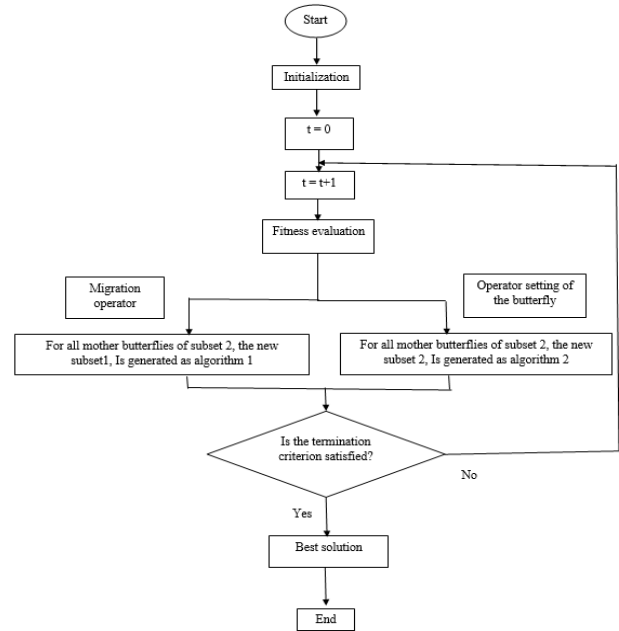 Start
Initialization
t = 0
t = t+1
Fitness evaluation
Migration
operator
Operator setting of
the butterfly
For all mother butterflies of subset 2, the new
subset1, Is generated as algorithm 1
For all mother butterflies of subset 2, the new
subset 2, Is generated as algorithm 2
Is the termination
criterion satisfied?
No
Yes
Best solution
End